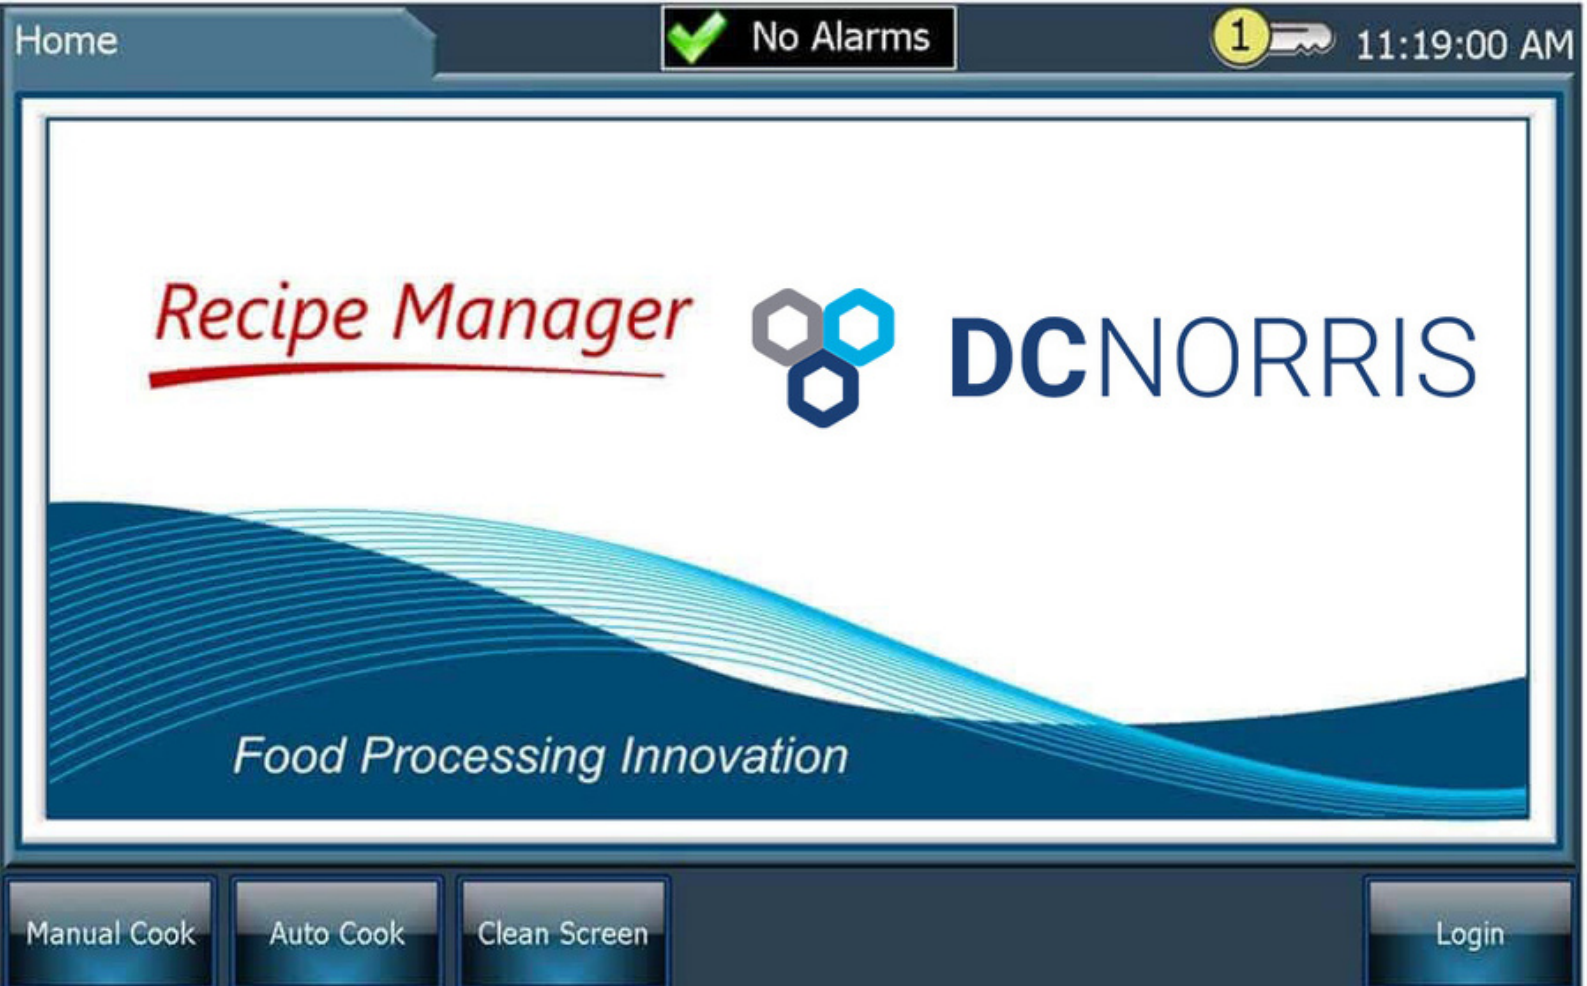 Home
No Alarms
1
11:19:00 AM
Recipe Manager
DCNORRIS
Food Processing Innovation
Manual Cook
Auto Cook
Clean Screen
Login